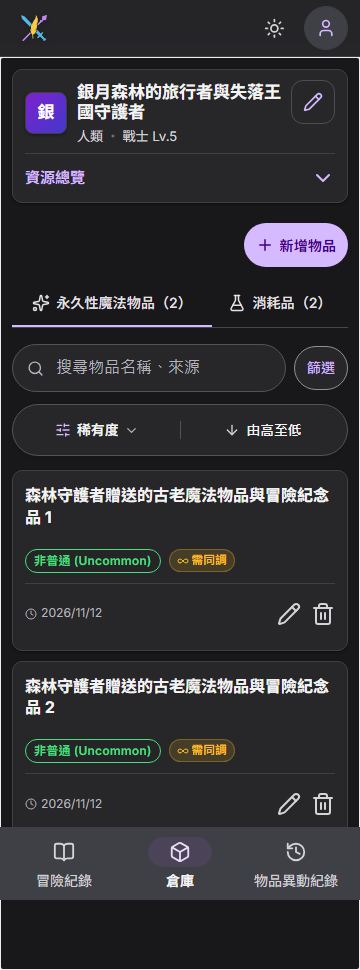 銀
銀月森林的旅行者與失落王
國守護者
人類 • 戰士 Lv.5
資源總覽
新增物品
永久性魔法物品（2）
消耗品（2）
搜尋物品名稱、來源
篩選
稀有度
由高至低
森林守護者贈送的古老魔法物品與冒險紀念
品 1
非普通 (Uncommon)
需同調
2026/11/12
森林守護者贈送的古老魔法物品與冒險紀念
品 2
非普通 (Uncommon)
需同調
2026/11/12
冒險紀錄
倉庫
物品異動紀錄